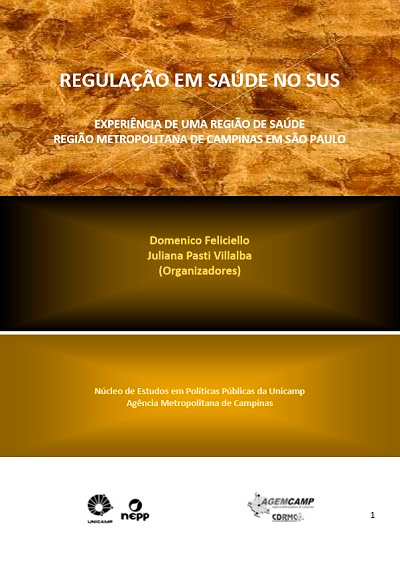 REGULAÇÃO EM SAÚDE NO SUS
EXPERIÊNCIA DE UMA REGIÃO DE SAÚDE
REGIÃO METROPOLITANA DE CAMPINAS EM SÃO PAULO
Domenico Feliciello
Juliana Pasti Villalba
(Organizadores)
Núcleo de Estudos em Políticas Públicas da Unicamp
Agência Metropolitana de Campinas
UNICAMP
nepp
AGEMCAMP
CDRMC
1